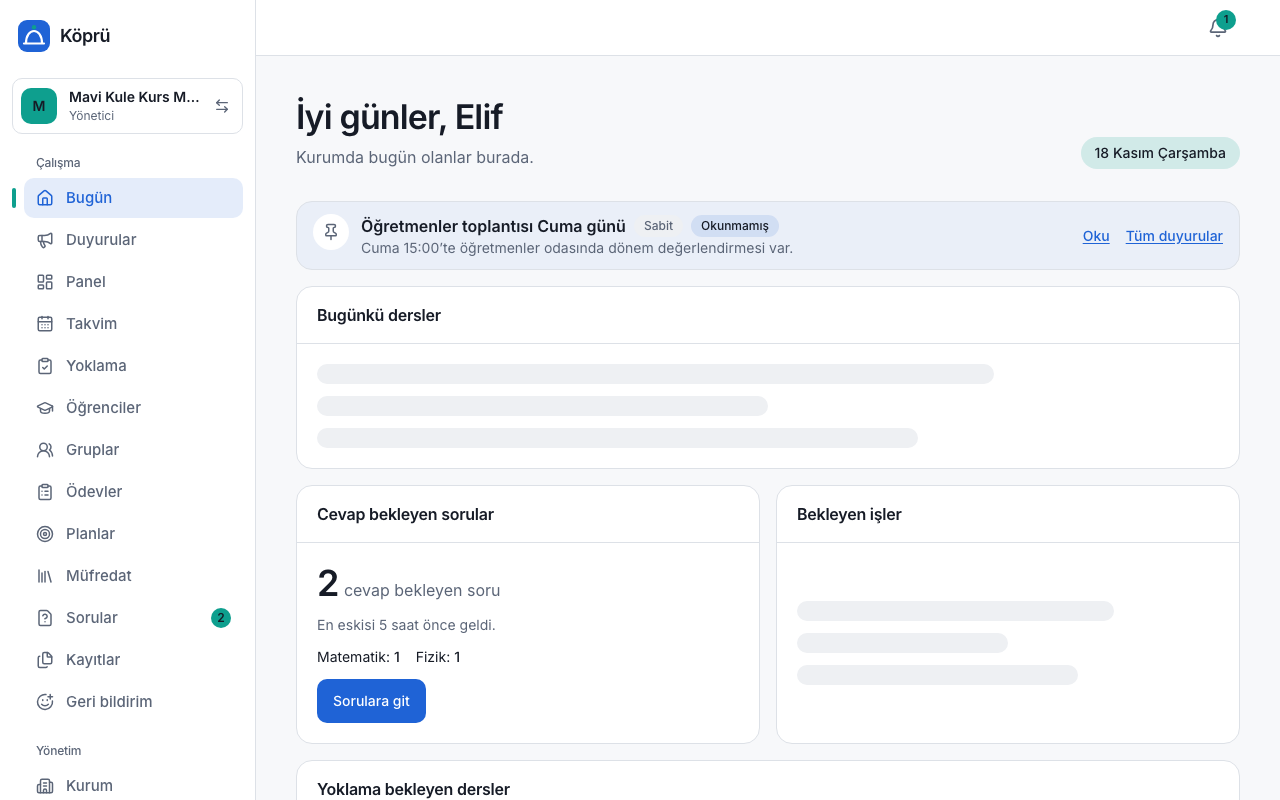 Köprü
M
Mavi Kule Kurs M...
Yönetici
Çalışma
Bugün
Duyurular
Panel
Takvim
Yoklama
Öğrenciler
Gruplar
Ödevler
Planlar
Müfredat
Sorular 2
Kayıtlar
Geri bildirim
Yönetim
Kurum
1
İyi günler, Elif
Kurumda bugün olanlar burada.
18 Kasım Çarşamba
Öğretmenler toplantısı Cuma günü Sabit Okunmamış
Cuma 15:00’te öğretmenler odasında dönem değerlendirmesi var.
Oku Tüm duyurular
Bugünkü dersler
Cevap bekleyen sorular
2 cevap bekleyen soru
En eskisi 5 saat önce geldi.
Matematik: 1 Fizik: 1
Sorulara git
Bekleyen işler
Yoklama bekleyen dersler